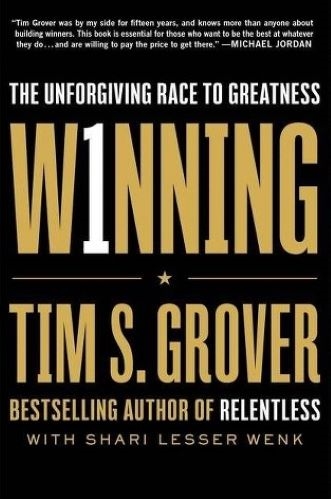 "Tim Grover was by my side for fifteen years, and knows more than anyone about
building winners. This book is essential for those who want to be the best at whatever
they do...and are willing to pay the price to get there." —MICHAEL JORDAN
THE UNFORGIVING RACE TO GREATNESS
W1NNING
TIM S. GROVER
BESTSELLING AUTHOR OF RELENTLESS
WITH SHARI LESSER WENK